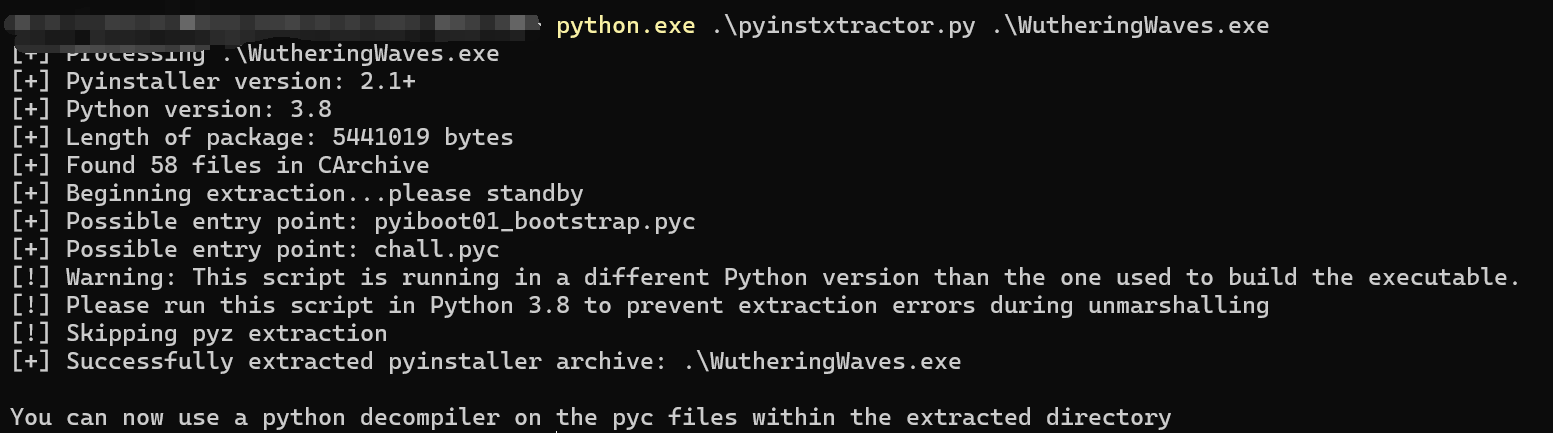 python.exe .\pyinstxtractor.py .\WutheringWaves.exe
[+] Processing .\WutheringWaves.exe
[+] Pyinstaller version: 2.1+
[+] Python version: 3.8
[+] Length of package: 5441019 bytes
[+] Found 58 files in CArchive
[+] Beginning extraction...please standby
[+] Possible entry point: pyiboot01_bootstrap.pyc
[+] Possible entry point: chall.pyc
[!] Warning: This script is running in a different Python version than the one used to build the executable.
[!] Please run this script in Python 3.8 to prevent extraction errors during unmarshalling
[!] Skipping pyz extraction
[+] Successfully extracted pyinstaller archive: .\WutheringWaves.exe
You can now use a python decompiler on the pyc files within the extracted directory